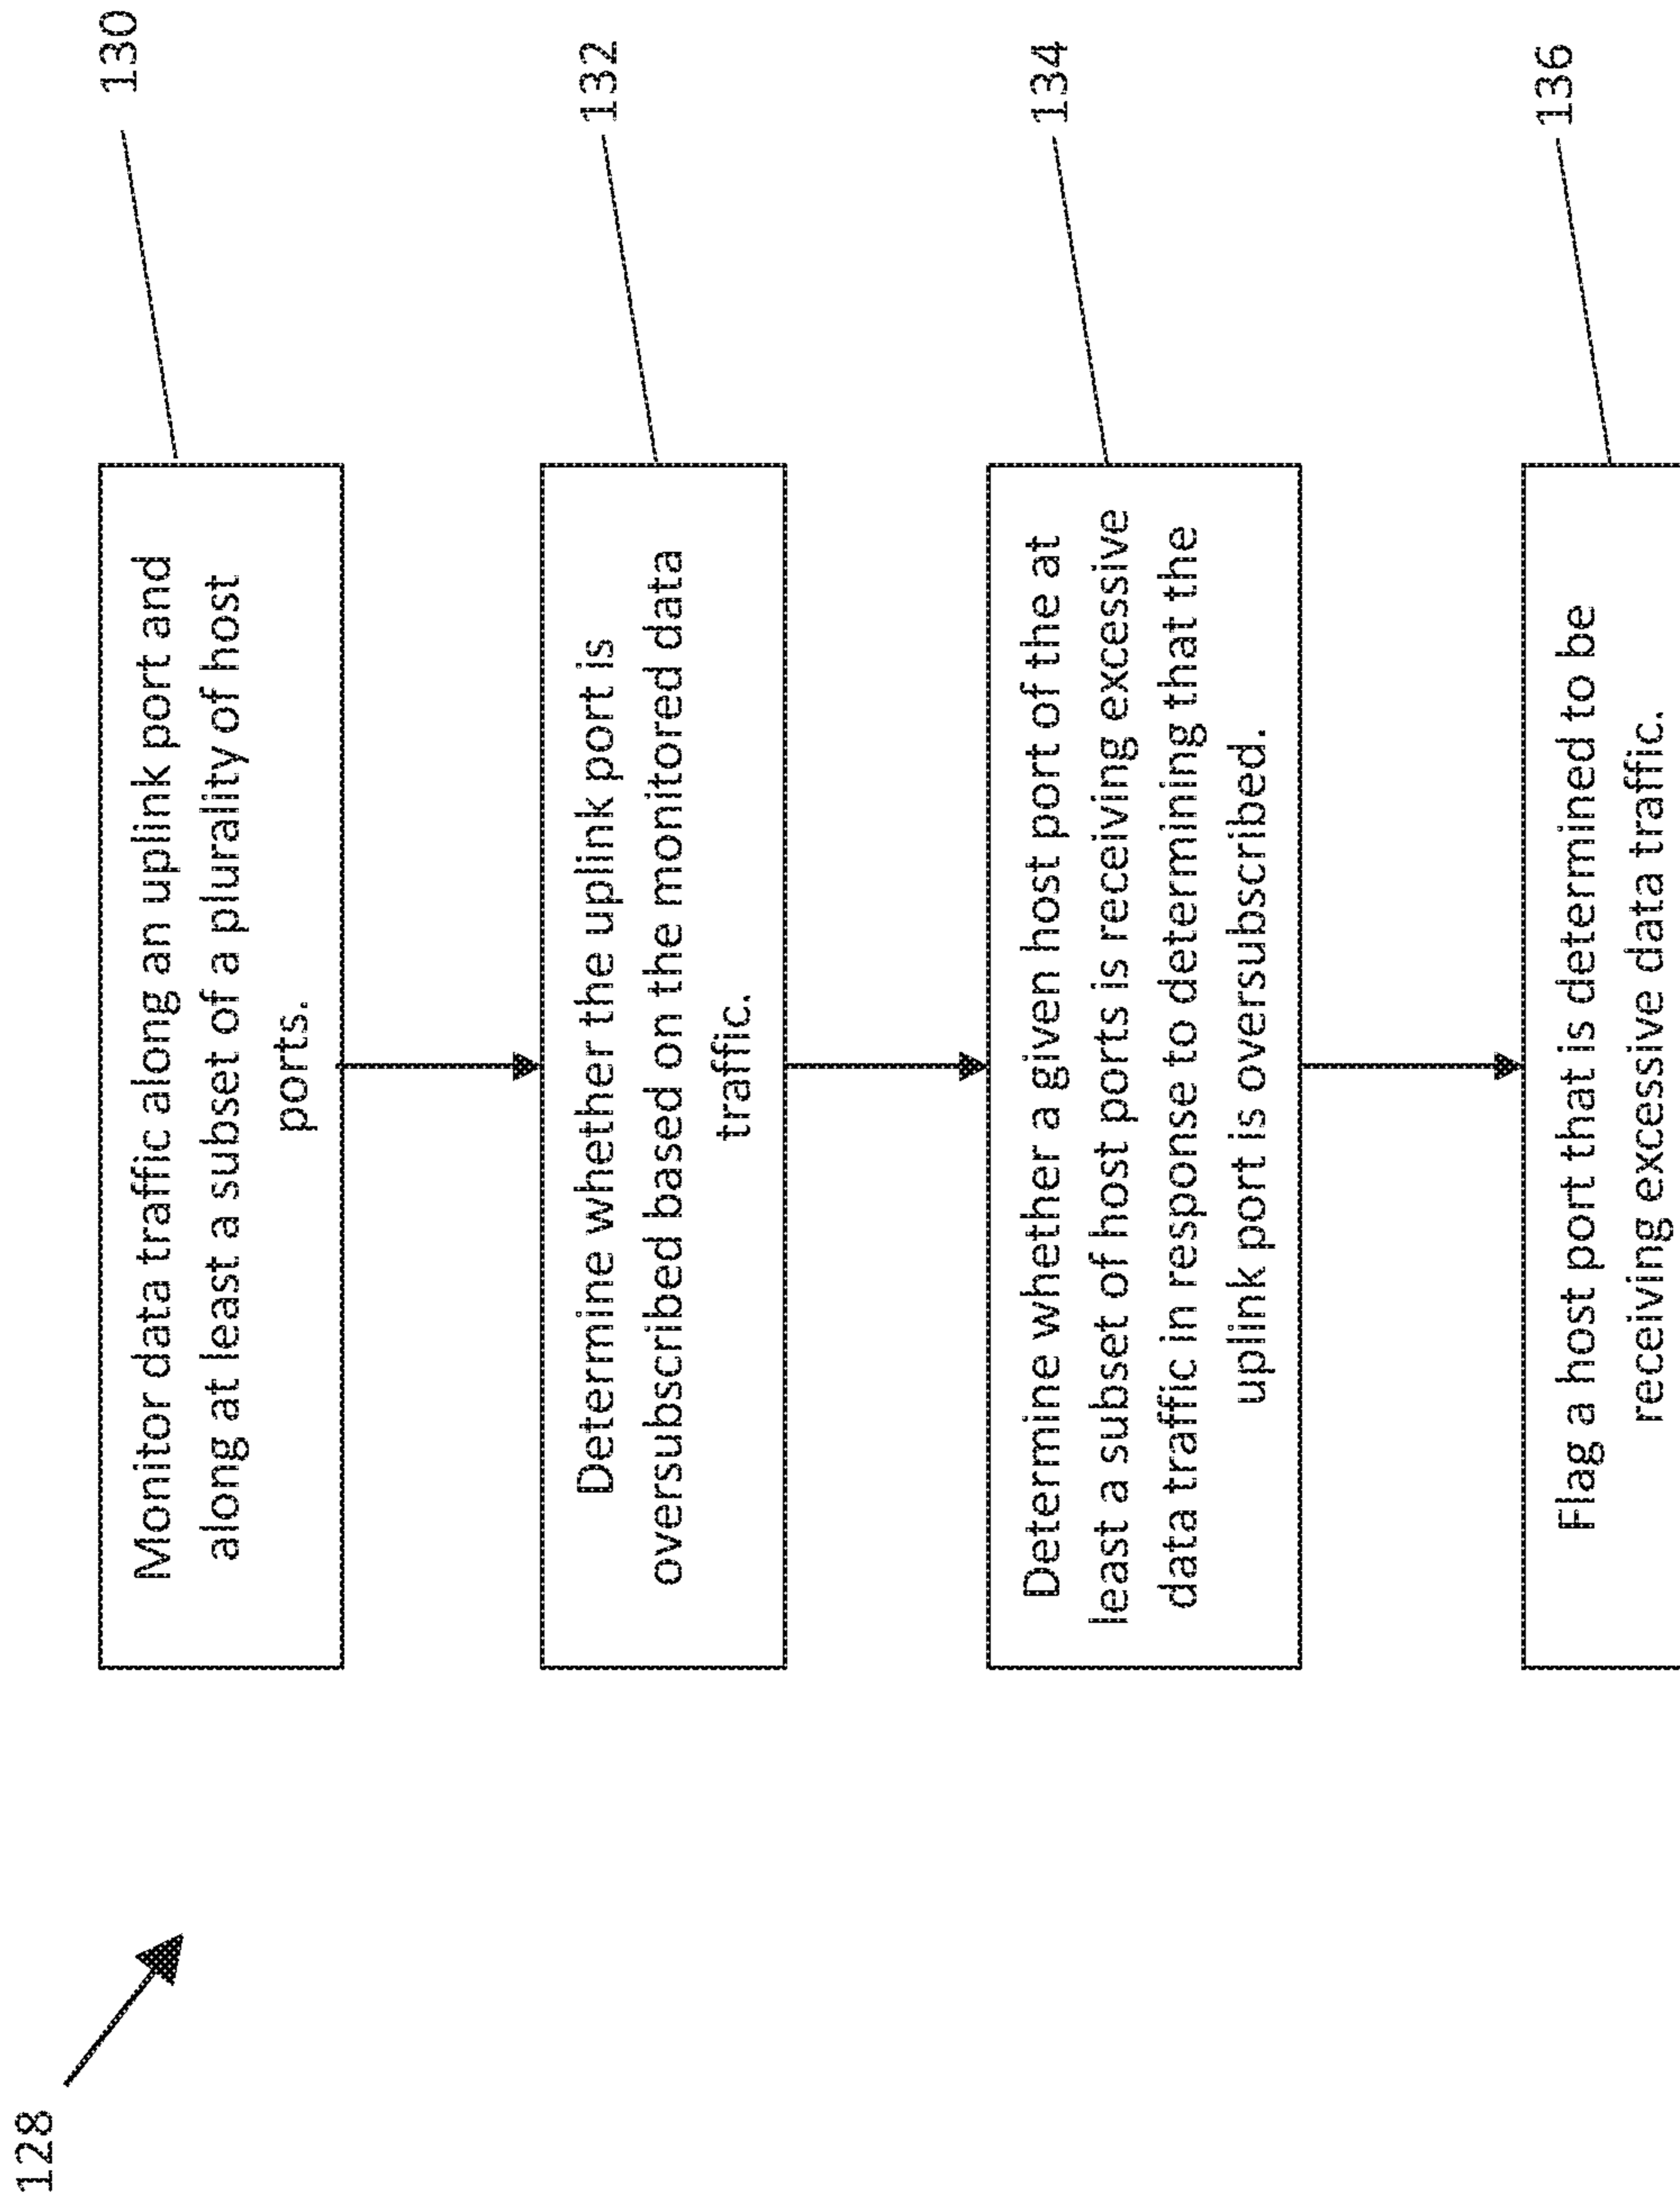 128
130
Monitor data traffic along an uplink port and
along at least a subset of a plurality of host
ports.
132
Determine whether the uplink port is
oversubscribed based on the monitored data
traffic.
134
Determine whether a given host port of the at
least a subset of host ports is receiving excessive
data traffic in response to determining that the
uplink port is oversubscribed.
136
Flag a host port that is determined to be
receiving excessive data traffic.